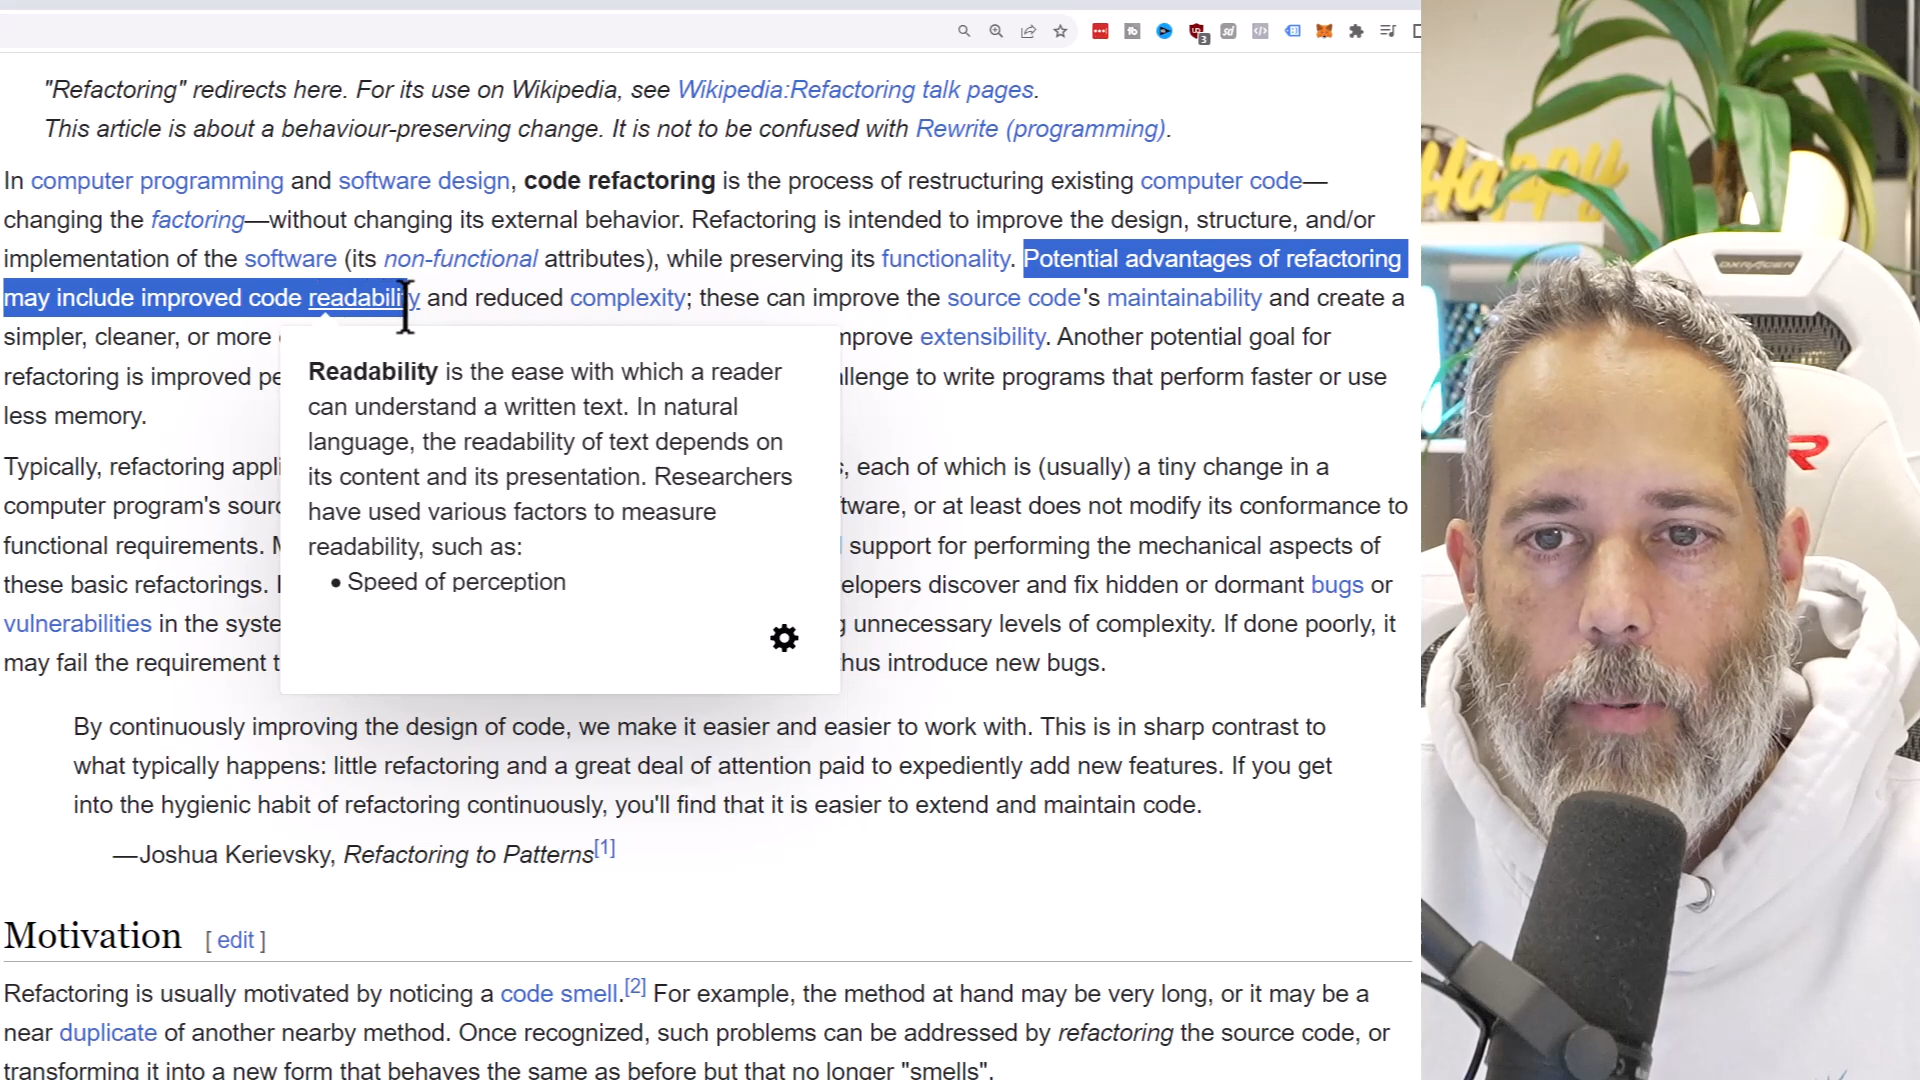 "Refactoring" redirects here. For its use on Wikipedia, see Wikipedia:Refactoring talk pages.
This article is about a behaviour-preserving change. It is not to be confused with Rewrite (programming).
In computer programming and software design, code refactoring is the process of restructuring existing computer code—
changing the factoring—without changing its external behavior. Refactoring is intended to improve the design, structure, and/or
implementation of the software (its non-functional attributes), while preserving its functionality. Potential advantages of refactoring
may include improved code readability and reduced complexity; these can improve the source code's maintainability and create a
simpler, cleaner, or more mprove extensibility. Another potential goal for
refactoring is improved pe allenge to write programs that perform faster or use
less memory.
Readability is the ease with which a reader
can understand a written text. In natural
language, the readability of text depends on
its content and its presentation. Researchers
have used various factors to measure
readability, such as:
• Speed of perception
Typically, refactoring appli s, each of which is (usually) a tiny change in a
computer program's sourc ftware, or at least does not modify its conformance to
functional requirements. M support for performing the mechanical aspects of
these basic refactorings. I elopers discover and fix hidden or dormant bugs or
vulnerabilities in the syste g unnecessary levels of complexity. If done poorly, it
may fail the requirement t hus introduce new bugs.
By continuously improving the design of code, we make it easier and easier to work with. This is in sharp contrast to
what typically happens: little refactoring and a great deal of attention paid to expediently add new features. If you get
into the hygienic habit of refactoring continuously, you'll find that it is easier to extend and maintain code.
—Joshua Kerievsky, Refactoring to Patterns[1]
Motivation [ edit ]
Refactoring is usually motivated by noticing a code smell.[2] For example, the method at hand may be very long, or it may be a
near duplicate of another nearby method. Once recognized, such problems can be addressed by refactoring the source code, or
transforming it into a new form that behaves the same as before but that no longer "smells".
3
Happy
DXRACER
R